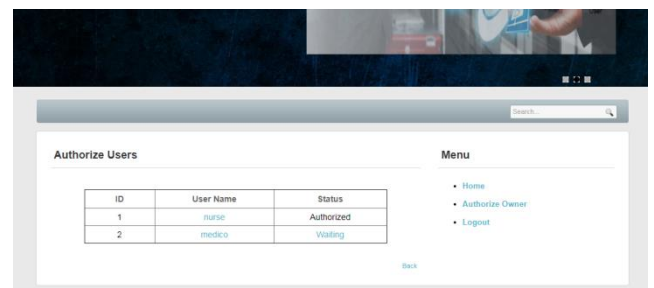 Search...
Authorize Users
ID User Name Status
1 nurse Authorized
2 medico Waiting
Back
Menu
Home
Authorize Owner
Logout